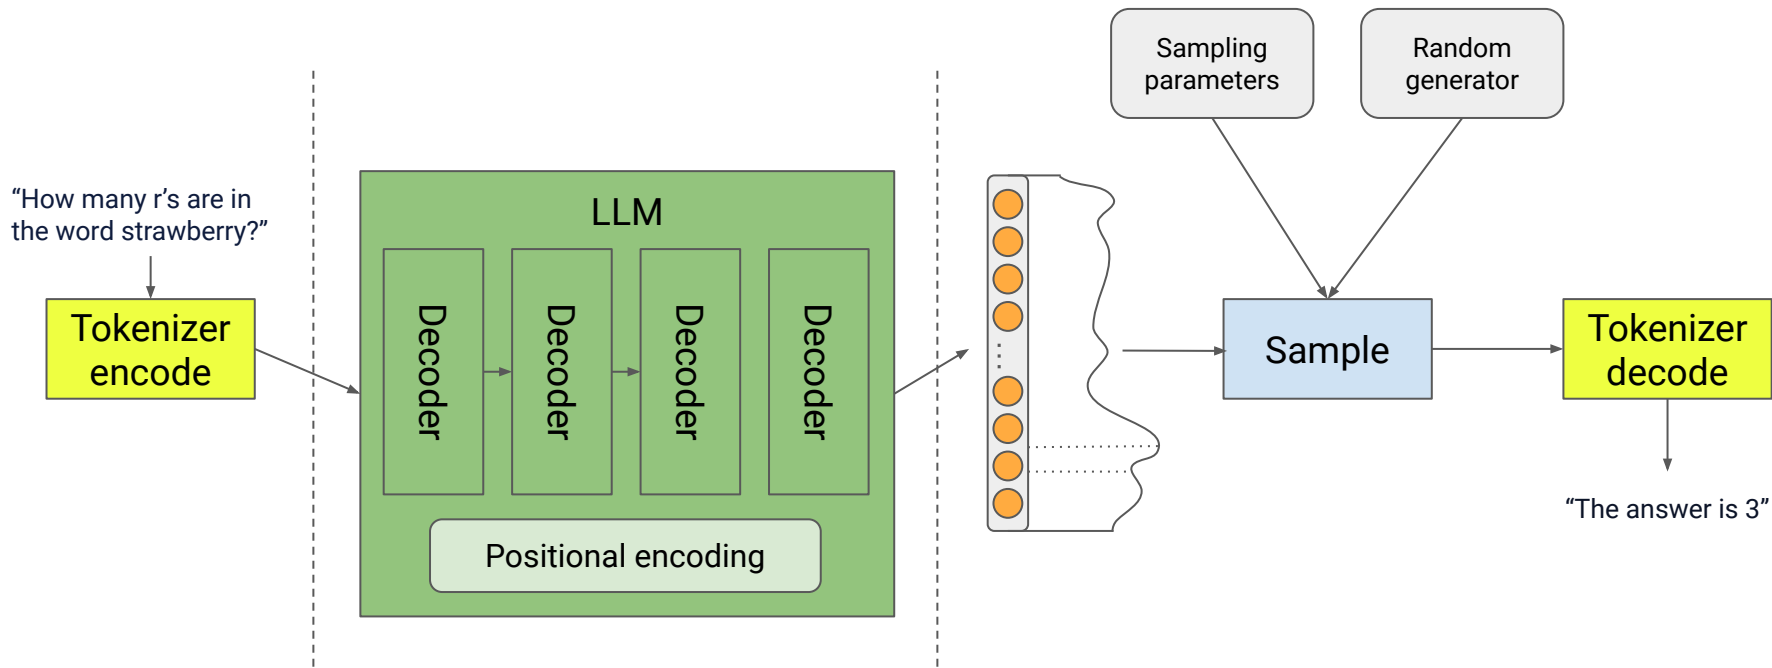 “How many r’s are in
the word strawberry?”
Tokenizer
encode
LLM
Decoder
Decoder
Decoder
Decoder
Positional encoding
Sampling
parameters
Random
generator
Sample
Tokenizer
decode
“The answer is 3”